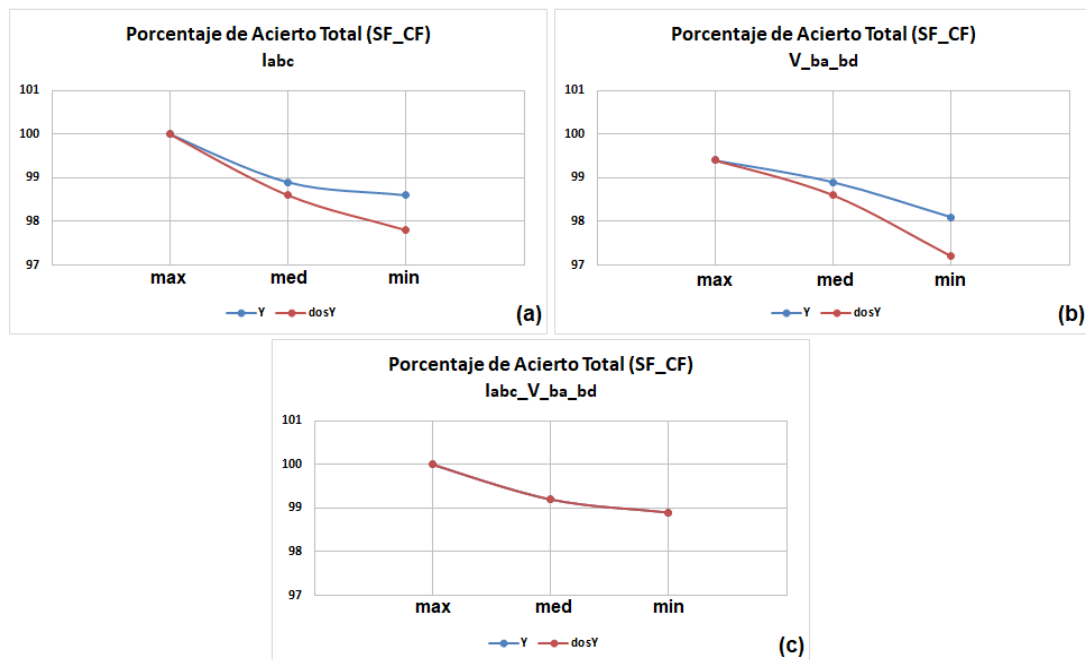 Porcentaje de Acierto Total (SF_CF)
Iabc
101
100
99
98
97
max med min
Y dosY
(a)
Porcentaje de Acierto Total (SF_CF)
V_ba_bd
101
100
99
98
97
max med min
Y dosY
(b)
Porcentaje de Acierto Total (SF_CF)
Iabc_V_ba_bd
101
100
99
98
97
max med min
Y dosY
(c)